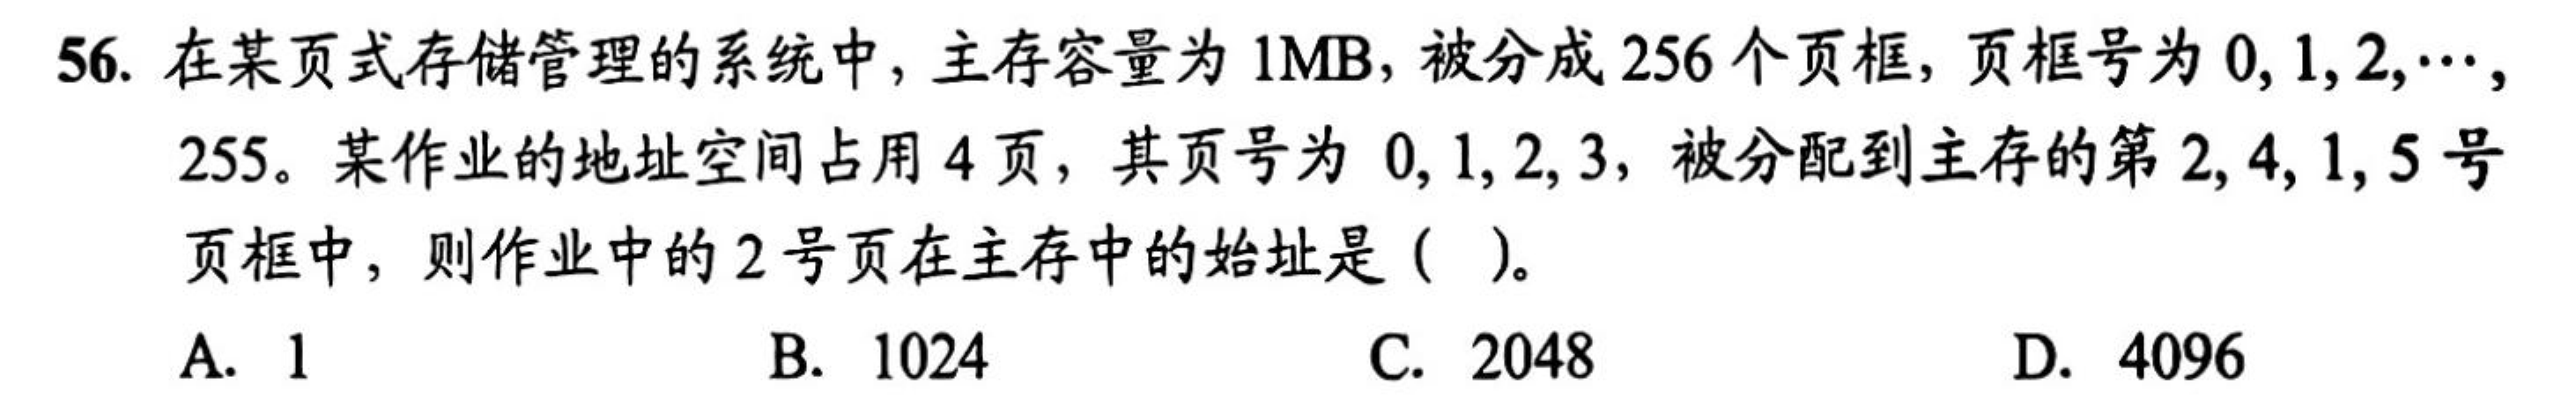 56. 在某页式存储管理的系统中，主存容量为 1MB，被分成 256 个页框，页框号为 0, 1, 2,⋯,
255。某作业的地址空间占用 4 页，其页号为 0, 1, 2, 3，被分配到主存的第 2, 4, 1, 5 号
页框中，则作业中的 2 号页在主存中的始址是（ ）。
A. 1 B. 1024 C. 2048 D. 4096